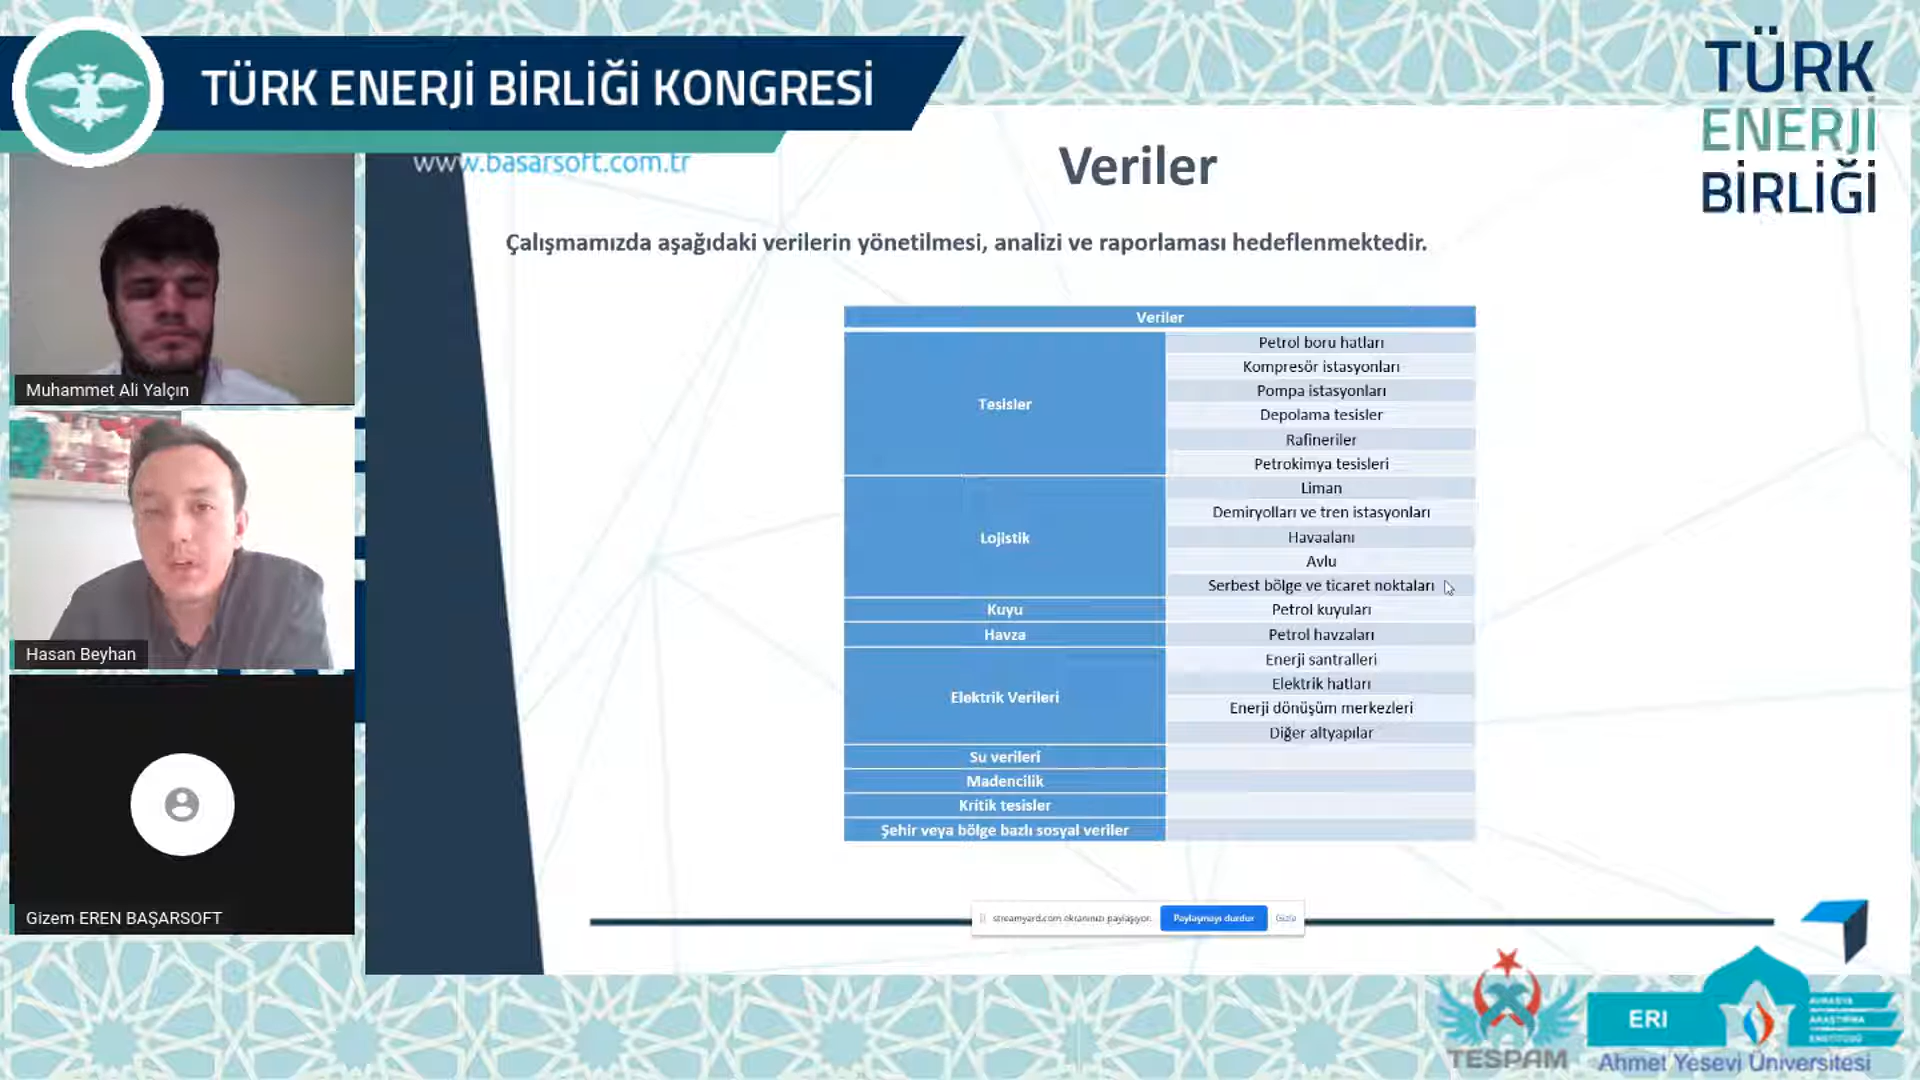 TÜRK ENERJİ BİRLİĞİ KONGRESİ
TÜRK
ENERJİ
BİRLİĞİ
www.basarsoft.com.tr
Veriler
Çalışmamızda aşağıdaki verilerin yönetilmesi, analizi ve raporlaması hedeflenmektedir.
Veriler
Tesisler
Petrol boru hatları
Kompresör istasyonları
Pompa istasyonları
Depolama tesisler
Rafineriler
Petrokimya tesisleri
Lojistik
Liman
Demiryolları ve tren istasyonları
Havaalanı
Avlu
Serbest bölge ve ticaret noktaları
Kuyu
Petrol kuyuları
Havza
Petrol havzaları
Elektrik Verileri
Enerji santralleri
Elektrik hatları
Enerji dönüşüm merkezleri
Diğer altyapılar
Su verileri
Madencilik
Kritik tesisler
Şehir veya bölge bazlı sosyal veriler
Muhammet Ali Yalçın
Hasan Beyhan
Gizem EREN BAŞARSOFT
streamyard.com ekranınızı paylaşıyor.
Paylaşmayı durdur
Gizle
TESPAM
ERI
AVRASYA
ARAŞTIRMA
ENSTİTÜSÜ
Ahmet Yesevi Üniversitesi